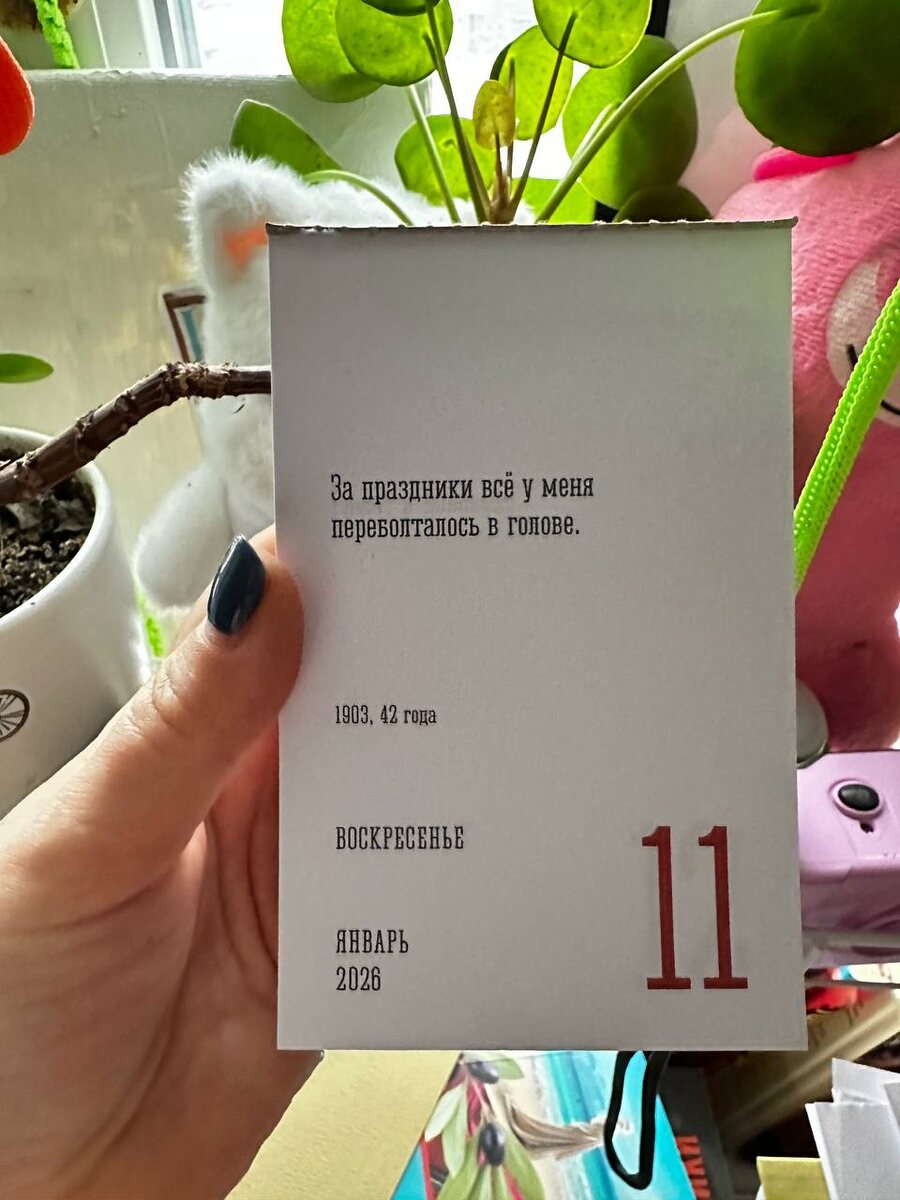 За праздники всё у меня
переболталось в голове.
1903, 42 года
ВОСКРЕСЕНЬЕ
11
ЯНВАРЬ
2026